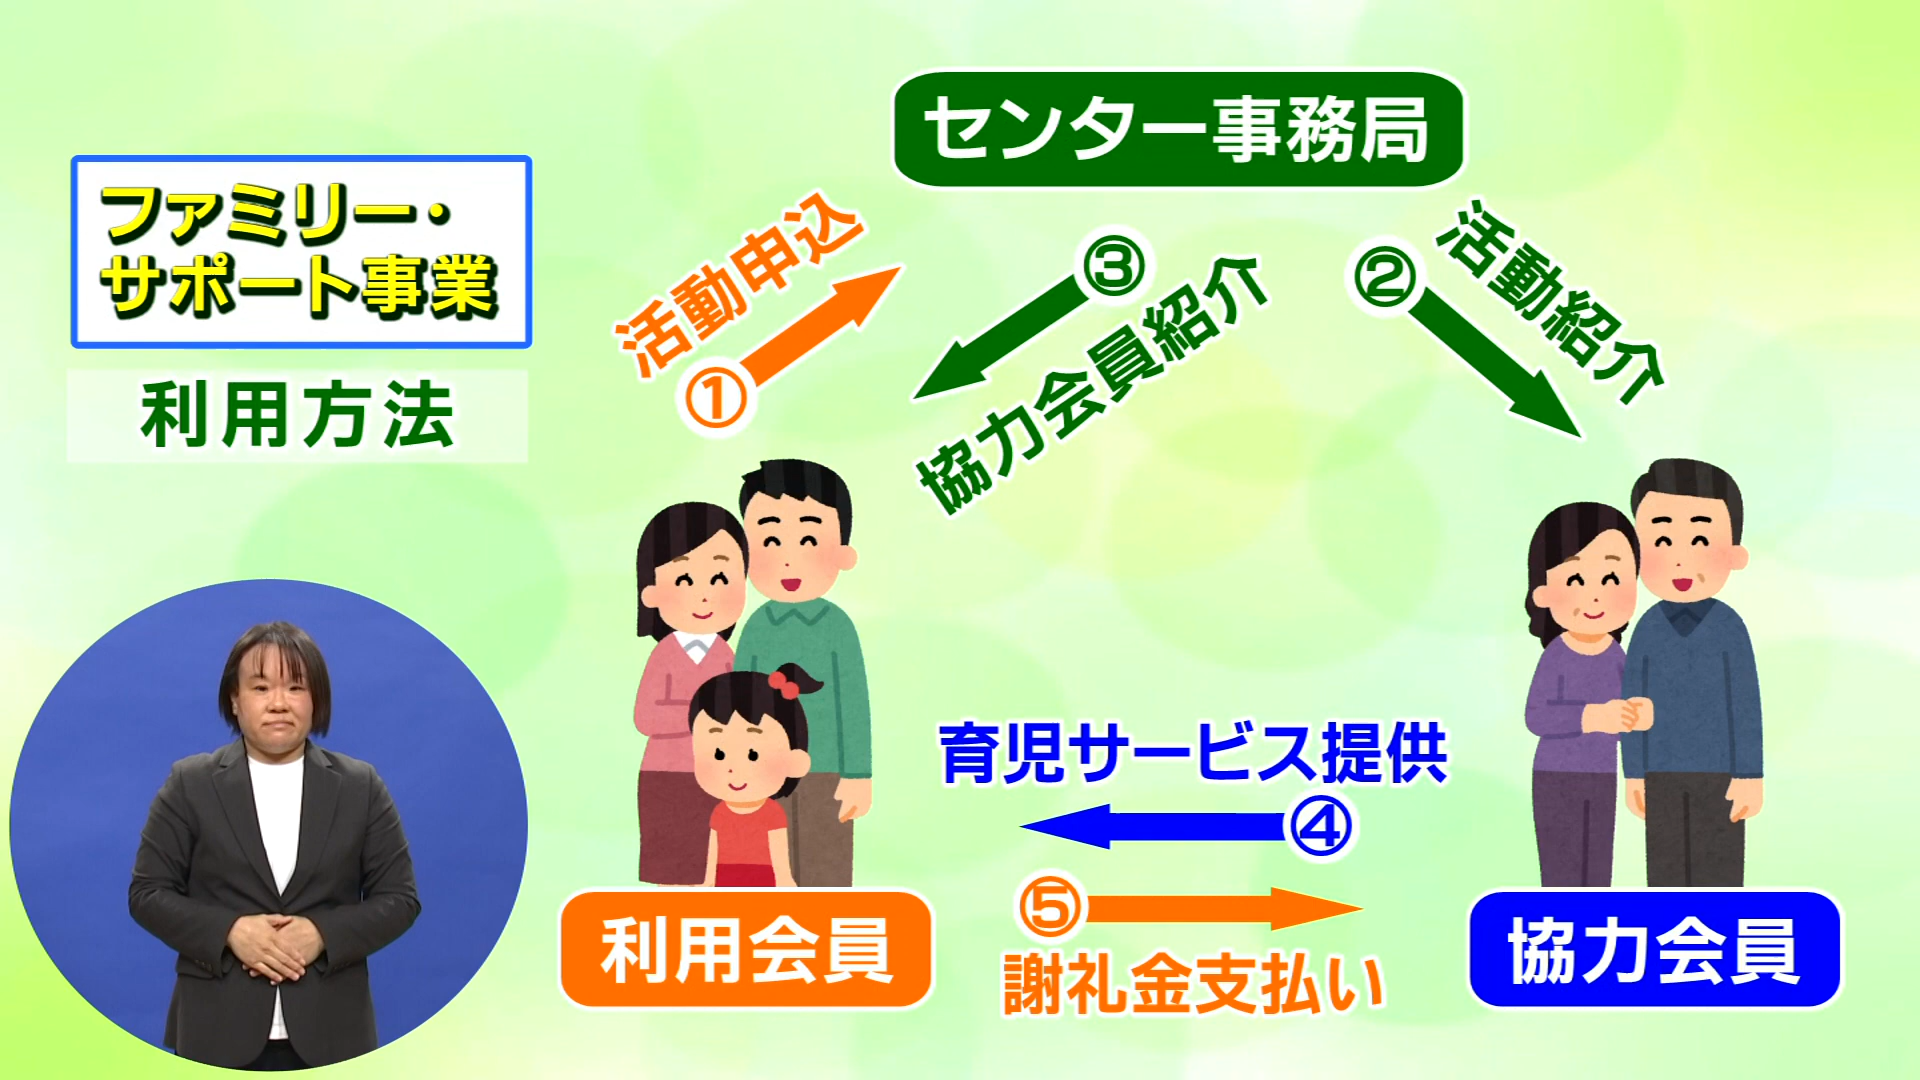 ファミリー・
サポート事業
利用方法
センター事務局
活動申込
①
③
協力会員紹介
②
活動紹介
育児サービス提供
④
⑤
謝礼金支払い
利用会員
協力会員